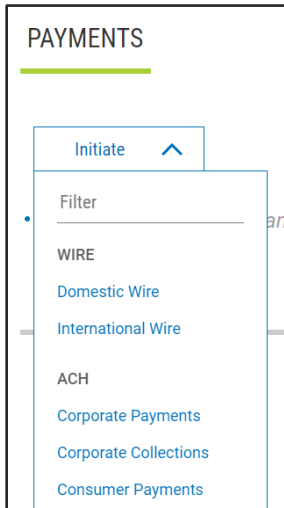 PAYMENTS
Initiate
Filter
WIRE
Domestic Wire
International Wire
ACH
Corporate Payments
Corporate Collections
Consumer Payments